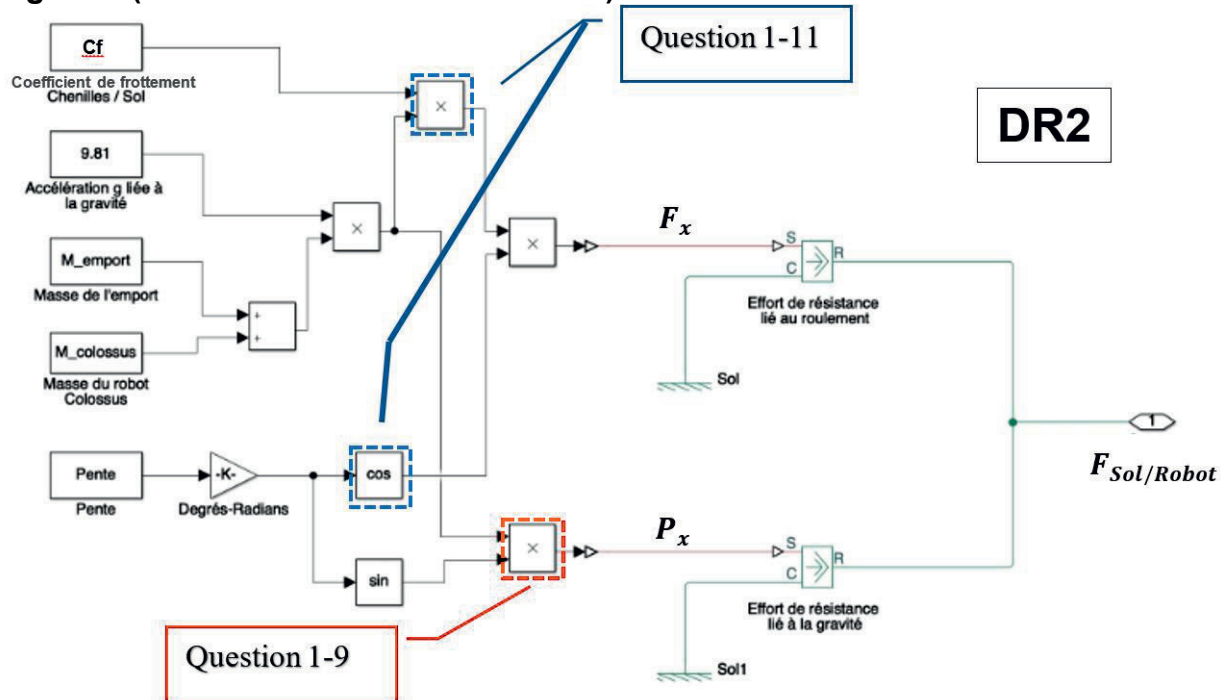 Cf
Coefficient de frottement
Chenilles / Sol
Question 1-11
DR2
×
9.81
Accélération g liée à
la gravité
×
×
M_emport
Masse de l'emport
+
+
M_colossus
Masse du robot
Colossus
F_x
S
C
R
Effort de résistance
lié au roulement
Sol
1
F_{Sol/Robot}
Pente
Pente
-K-
Degrés-Radians
cos
sin
×
P_x
S
C
R
Effort de résistance
lié à la gravité
Sol1
Question 1-9